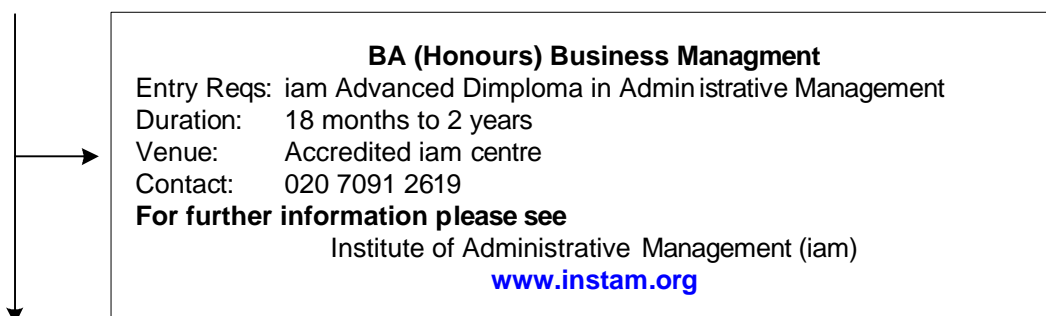 BA (Honours) Business Managment
Entry Reqs: iam Advanced Dimploma in Administrative Management
Duration: 18 months to 2 years
Venue: Accredited iam centre
Contact: 020 7091 2619
For further information please see
Institute of Administrative Management (iam)
www.instam.org